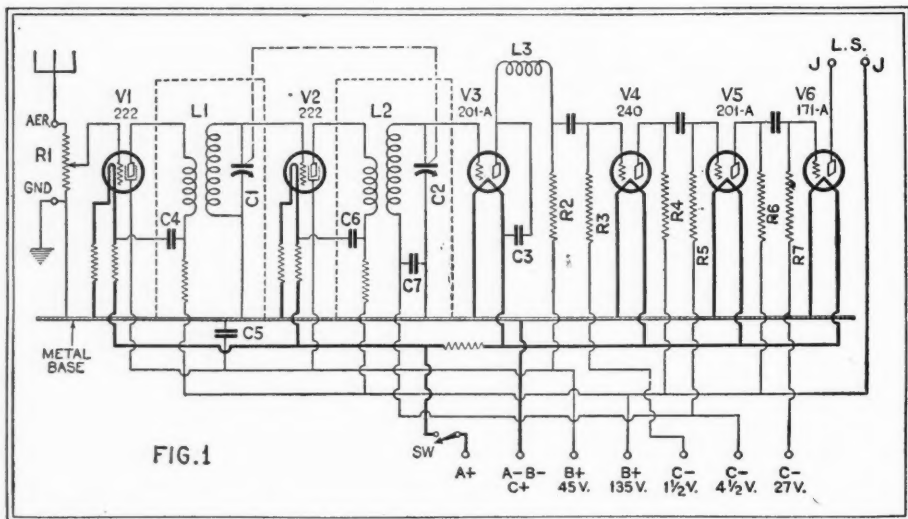 L.S.
J J
L3
V1
222
L1
V2
222
L2
V3
201-A
V4
240
V5
201-A
V6
171-A
AER.
R1
GND
C1
C2
C4
C6
C7
C3
R2
R3
R4
R5
R6
R7
C5
METAL
BASE
FIG.1
SW
A+
A- B-
C+
B+
45 V.
B+
135 V.
C-
1½ V.
C-
4½ V.
C-
27 V.